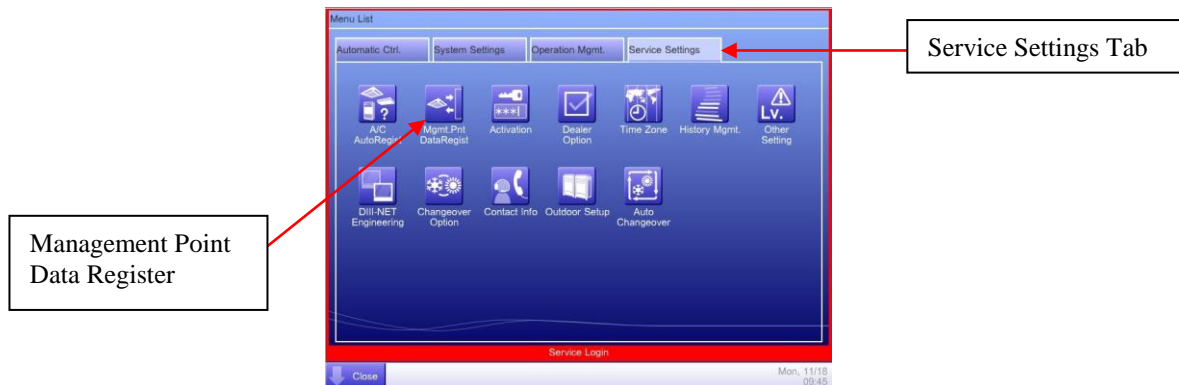 Menu List
Automatic Ctrl. System Settings Operation Mgmt. Service Settings
Service Settings Tab
A/C AutoRegist
Mgmt.Pnt DataRegist
***
Activation
Dealer Option
Time Zone
History Mgmt.
Lv.
Other Setting
DIII-NET Engineering
Changeover Option
Contact Info
Outdoor Setup
Auto Changeover
Management Point
Data Register
Service Login
Close
Mon, 11/18
09:45